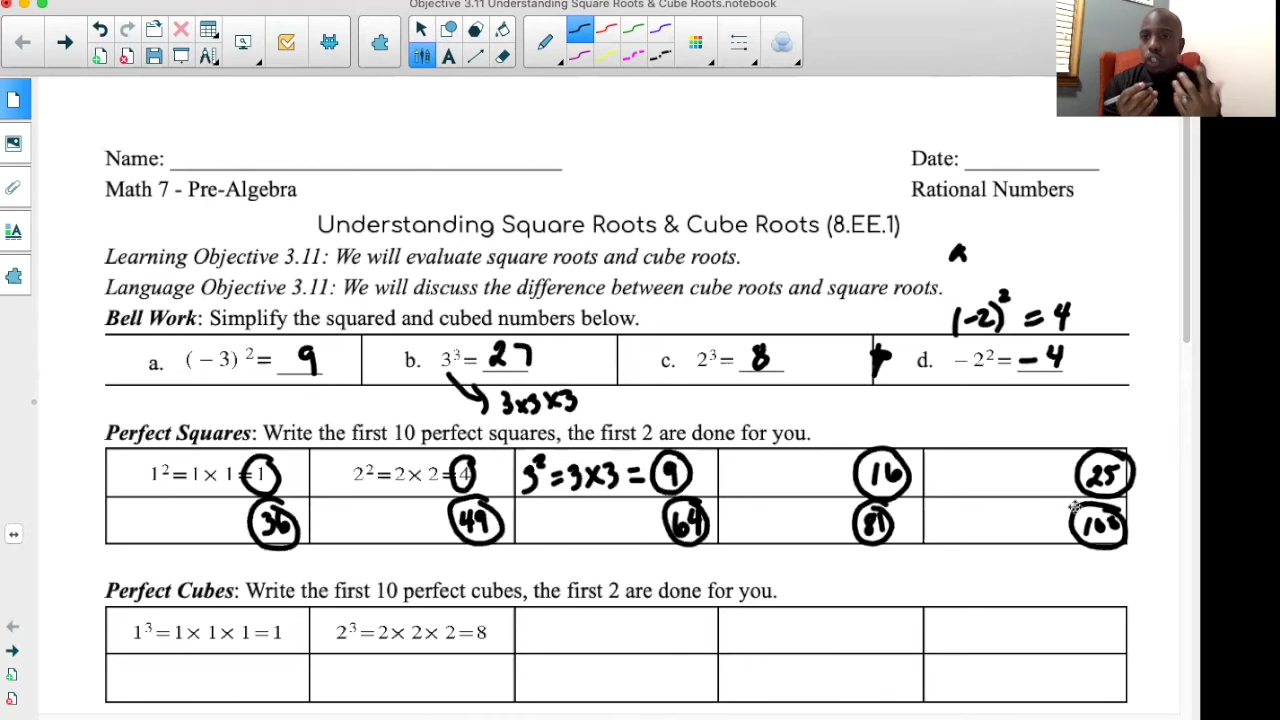 Objective 3.11 Understanding Square Roots & Cube Roots.notebook
Name: ____ Date: ____
Math 7 - Pre-Algebra Rational Numbers
Understanding Square Roots & Cube Roots (8.EE.1)
Learning Objective 3.11: We will evaluate square roots and cube roots.
Language Objective 3.11: We will discuss the difference between cube roots and square roots.
(-2)² = 4
Bell Work: Simplify the squared and cubed numbers below.
a. (−3)² = 9 b. 3³ = 27 c. 2³ = 8 d. −2² = −4
3×3×3
Perfect Squares: Write the first 10 perfect squares, the first 2 are done for you.
1² = 1 × 1 = 1 2² = 2 × 2 = 4 3² = 3×3 = 9 16 25
36 49 64 81 100
Perfect Cubes: Write the first 10 perfect cubes, the first 2 are done for you.
1³ = 1 × 1 × 1 = 1 2³ = 2 × 2 × 2 = 8